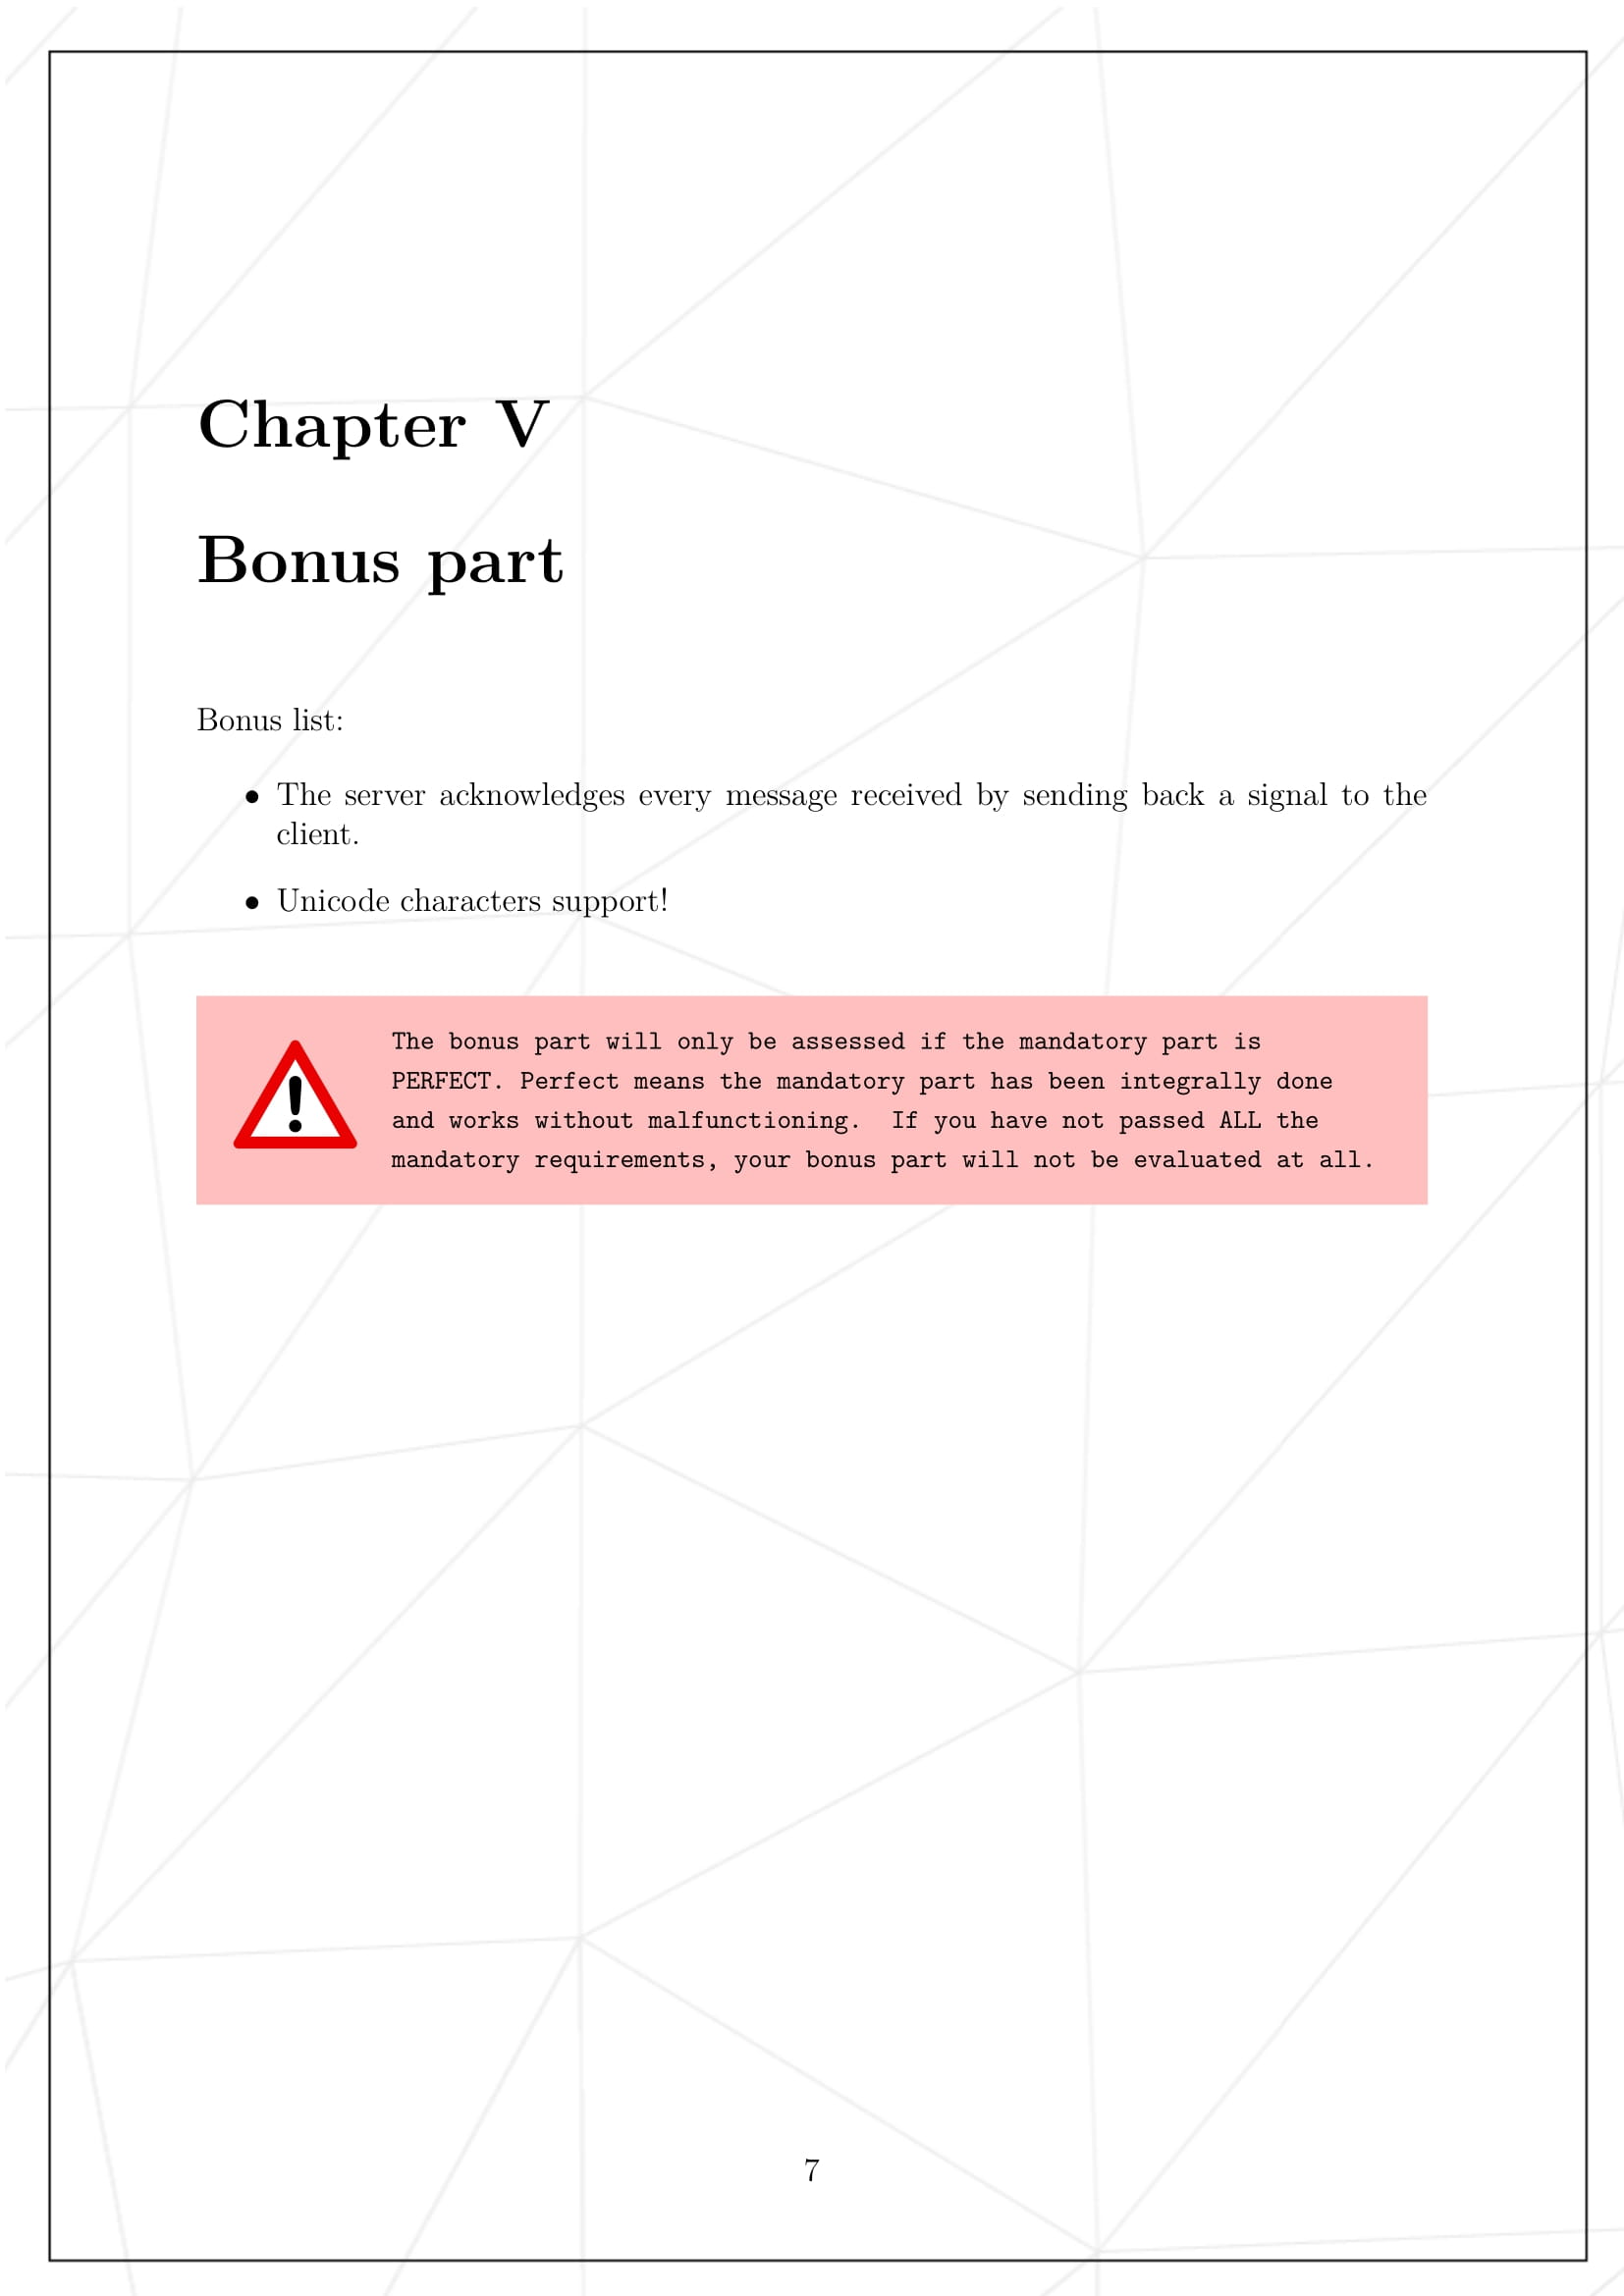 Chapter V
Bonus part
Bonus list:
• The server acknowledges every message received by sending back a signal to the
client.
• Unicode characters support!
The bonus part will only be assessed if the mandatory part is
PERFECT. Perfect means the mandatory part has been integrally done
and works without malfunctioning.  If you have not passed ALL the
mandatory requirements, your bonus part will not be evaluated at all.
7